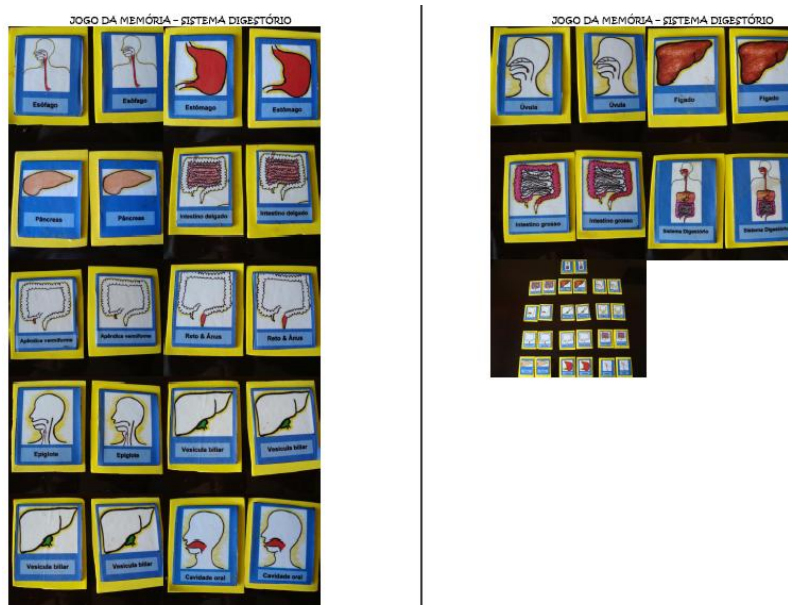 JOGO DA MEMÓRIA – SISTEMA DIGESTÓRIO
Esôfago
Esôfago
Estômago
Estômago
Pâncreas
Pâncreas
Intestino delgado
Intestino delgado
Apêndice vermiforme
Apêndice vermiforme
Reto & Ânus
Reto & Ânus
Epiglote
Epiglote
Vesícula biliar
Vesícula biliar
Vesícula biliar
Vesícula biliar
Cavidade oral
Cavidade oral
JOGO DA MEMÓRIA – SISTEMA DIGESTÓRIO
Úvula
Úvula
Fígado
Fígado
Intestino grosso
Intestino grosso
Sistema Digestório
Sistema Digestório